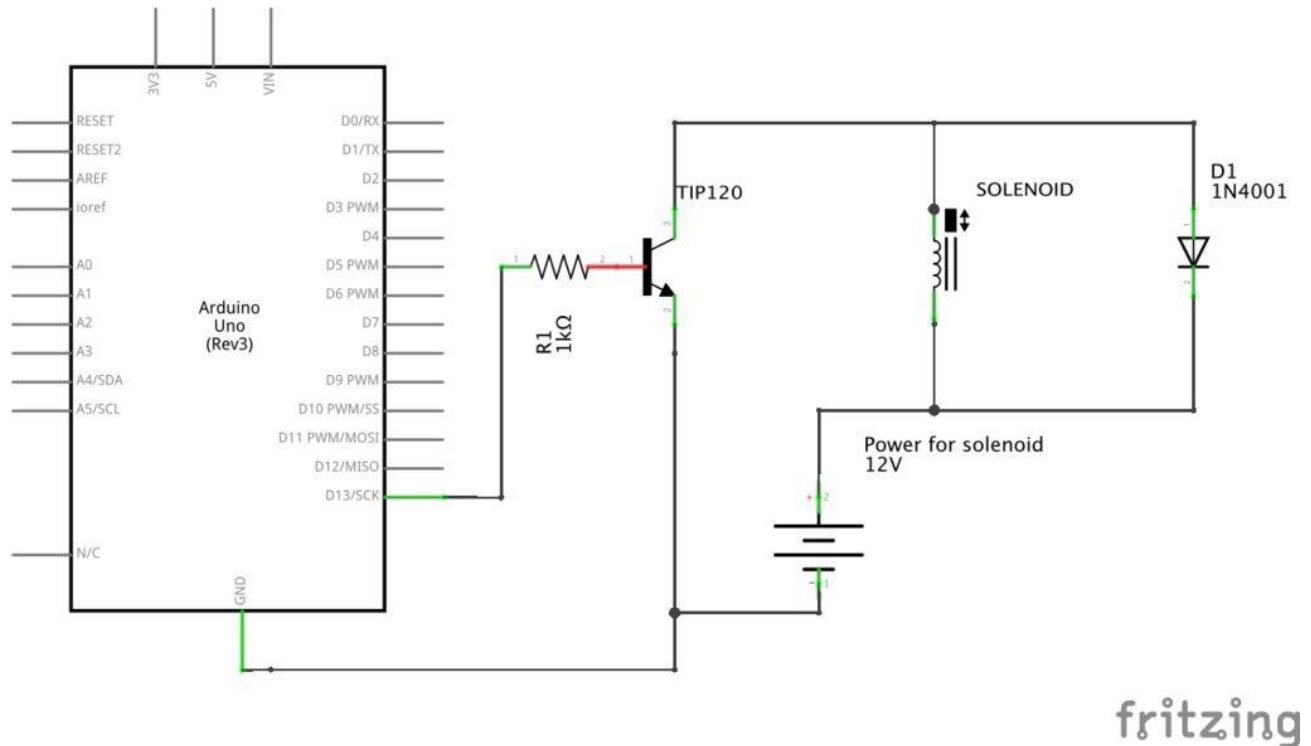 3V3
5V
VIN
RESET
RESET2
AREF
ioref
A0
A1
A2
A3
A4/SDA
A5/SCL
N/C
Arduino
Uno
(Rev3)
D0/RX
D1/TX
D2
D3 PWM
D4
D5 PWM
D6 PWM
D7
D8
D9 PWM
D10 PWM/SS
D11 PWM/MOSI
D12/MISO
D13/SCK
GND
1
2
R1
1kΩ
1
3
2
TIP120
SOLENOID
D1
1N4001
1
2
Power for solenoid
12V
+ 2
- 1
fritzing